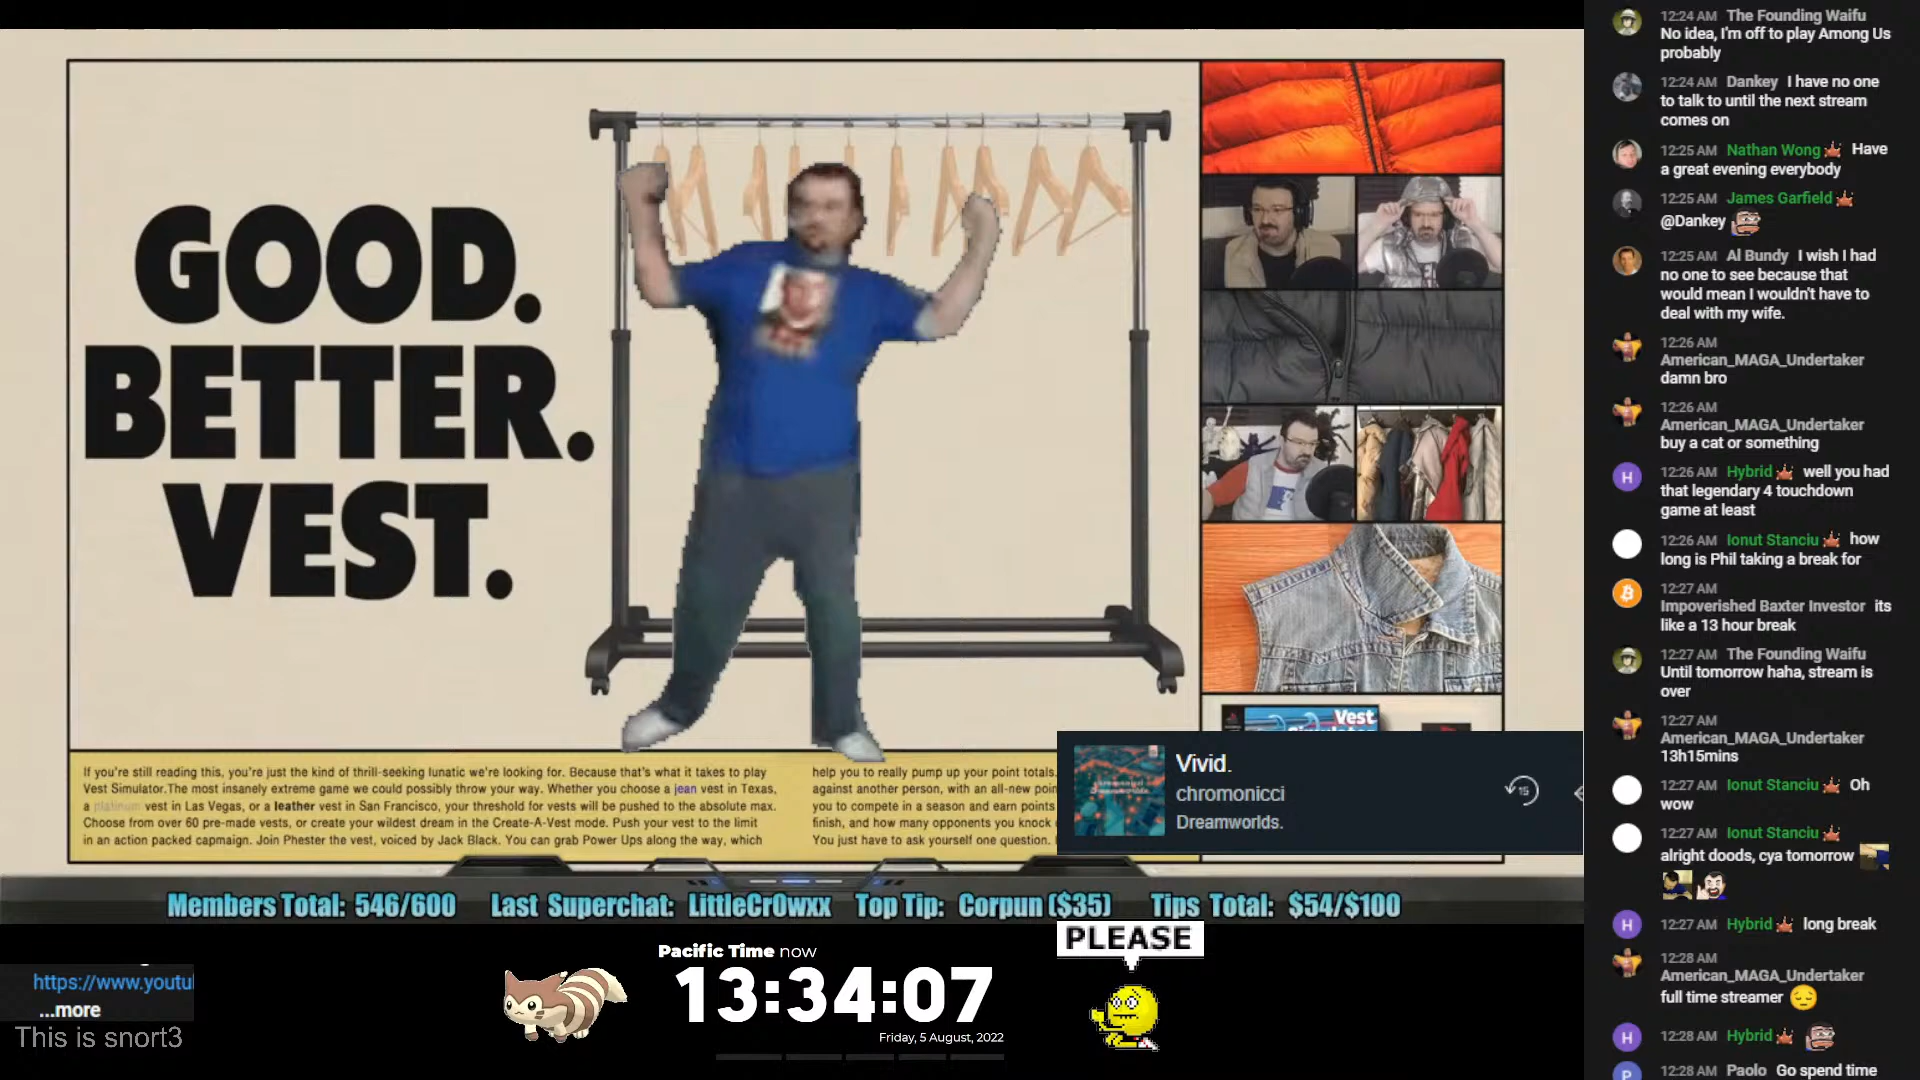 GOOD.
BETTER.
VEST.
If you're still reading this, you're just the kind of thrill-seeking lunatic we're looking for. Because that's what it takes to play
Vest Simulator.The most insanely extreme game we could possibly throw your way. Whether you choose a jean vest in Texas,
a platinum vest in Las Vegas, or a leather vest in San Francisco, your threshold for vests will be pushed to the absolute max.
Choose from over 60 pre-made vests, or create your wildest dream in the Create-A-Vest mode. Push your vest to the limit
in an action packed capmaign. Join Phester the vest, voiced by Jack Black. You can grab Power Ups along the way, which
help you to really pump up your point totals.
against another person, with an all-new poin
you to compete in a season and earn points
finish, and how many opponents you knock
You just have to ask yourself one question.
Vest
Vivid.
chromonicci
Dreamworlds.
15
Members Total: 546/600 Last Superchat: LittleCr0wxx Top Tip: Corpun ($35) Tips Total: $54/$100
https://www.youtu
...more
This is snort3
Pacific Time now
13:34:07
Friday, 5 August, 2022
PLEASE
12:24 AM The Founding Waifu
No idea, I'm off to play Among Us
probably
12:24 AM Dankey I have no one
to talk to until the next stream
comes on
12:25 AM Nathan Wong Have
a great evening everybody
12:25 AM James Garfield
@Dankey
12:25 AM Al Bundy I wish I had
no one to see because that
would mean I wouldn't have to
deal with my wife.
12:26 AM
American_MAGA_Undertaker
damn bro
12:26 AM
American_MAGA_Undertaker
buy a cat or something
H 12:26 AM Hybrid well you had
that legendary 4 touchdown
game at least
12:26 AM Ionut Stanciu how
long is Phil taking a break for
12:27 AM
Impoverished Baxter Investor its
like a 13 hour break
12:27 AM The Founding Waifu
Until tomorrow haha, stream is
over
12:27 AM
American_MAGA_Undertaker
13h15mins
12:27 AM Ionut Stanciu Oh
wow
12:27 AM Ionut Stanciu
alright doods, cya tomorrow
H 12:27 AM Hybrid long break
12:28 AM
American_MAGA_Undertaker
full time streamer
H 12:28 AM Hybrid
P 12:28 AM Paolo Go spend time